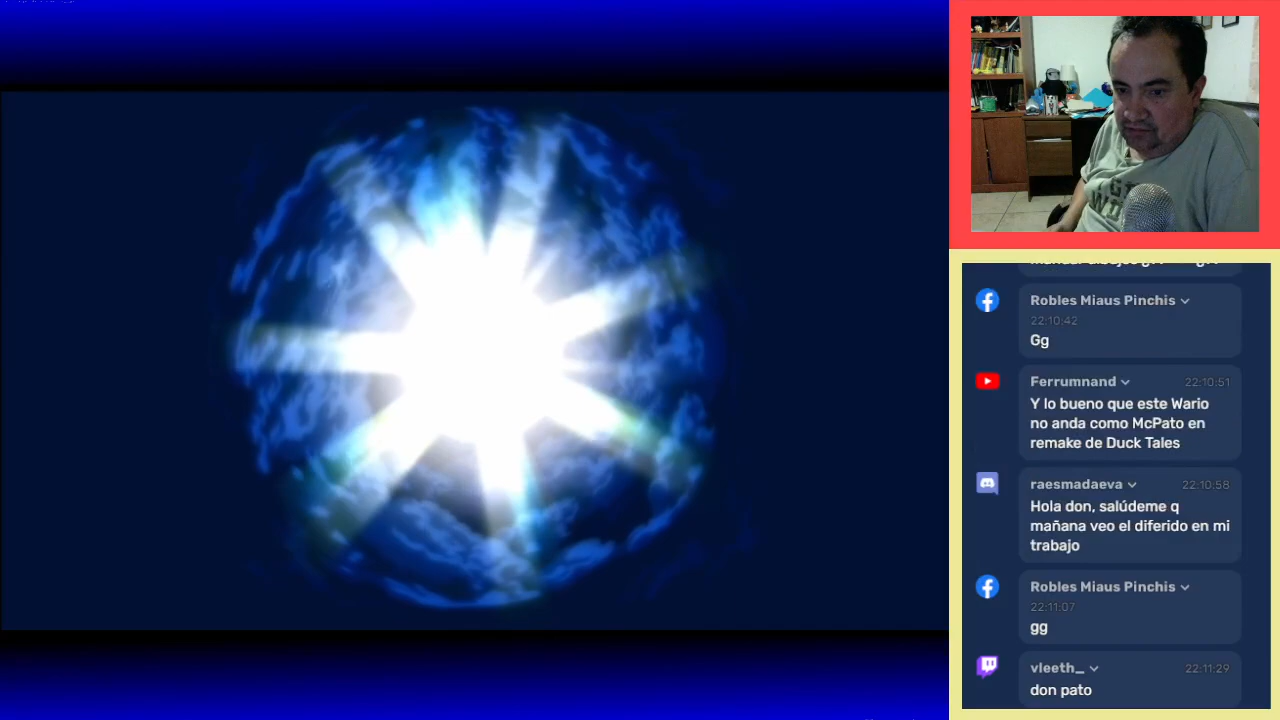 Robles Miaus Pinchis
22:10:42
Gg
Ferrumnand 22:10:51
Y lo bueno que este Wario
no anda como McPato en
remake de Duck Tales
raesmadaeva 22:10:58
Hola don, salúdeme q
mañana veo el diferido en mi
trabajo
Robles Miaus Pinchis
22:11:07
gg
vleeth_ 22:11:29
don pato